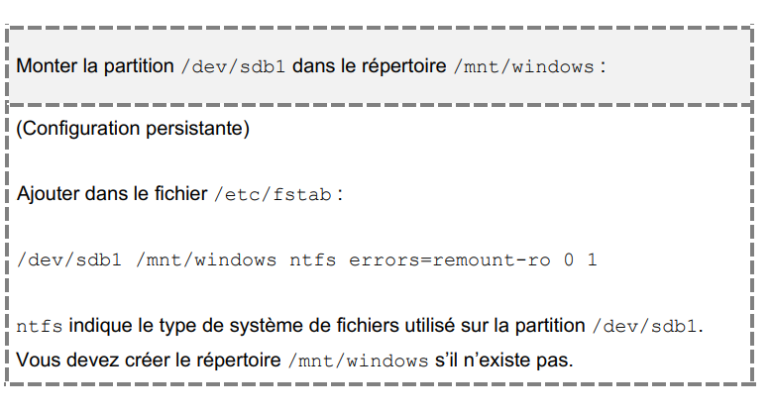 Monter la partition /dev/sdb1 dans le répertoire /mnt/windows :
(Configuration persistante)
Ajouter dans le fichier /etc/fstab :
/dev/sdb1 /mnt/windows ntfs errors=remount-ro 0 1
ntfs indique le type de système de fichiers utilisé sur la partition /dev/sdb1.
Vous devez créer le répertoire /mnt/windows s’il n’existe pas.